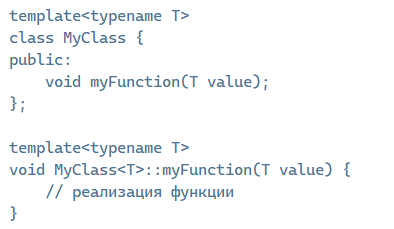 template<typename T>
class MyClass {
public:
    void myFunction(T value);
};

template<typename T>
void MyClass<T>::myFunction(T value) {
    // реализация функции
}